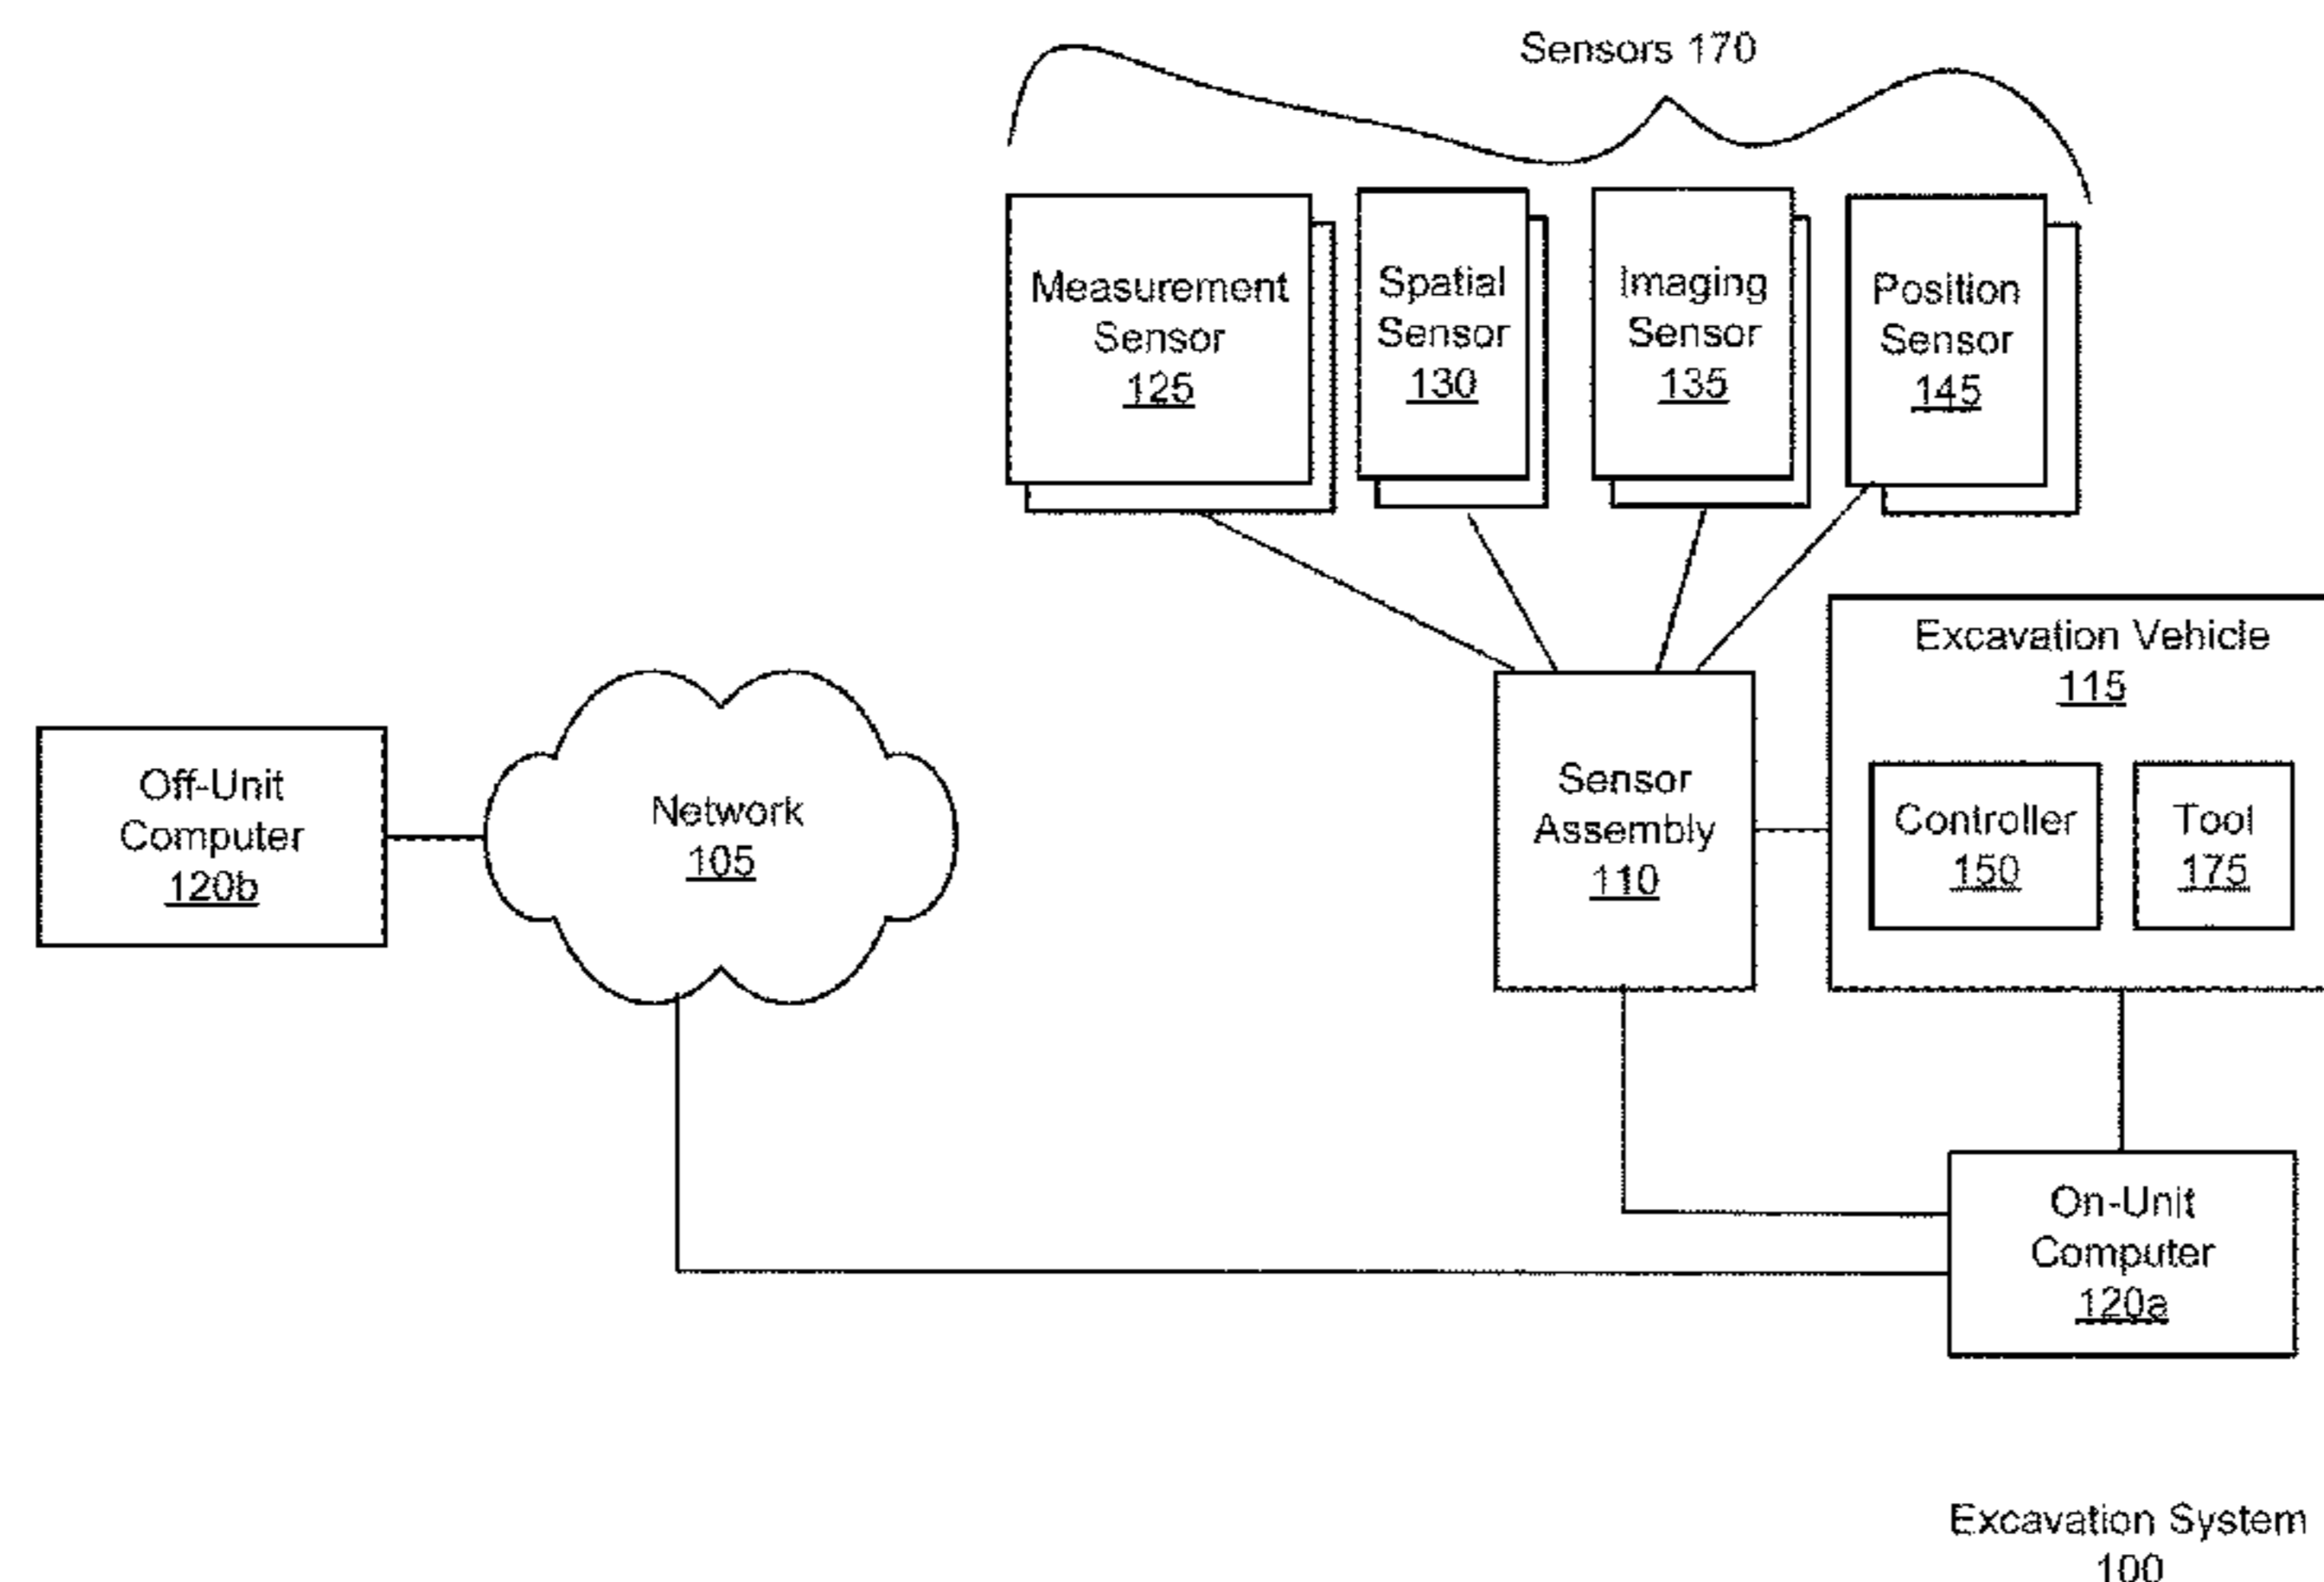 Sensors 170
Measurement
Sensor
125
Spatial
Sensor
130
Imaging
Sensor
135
Position
Sensor
145
Excavation Vehicle
115
Controller
150
Tool
175
Sensor
Assembly
110
Network
105
Off-Unit
Computer
120b
On-Unit
Computer
120a
Excavation System
100